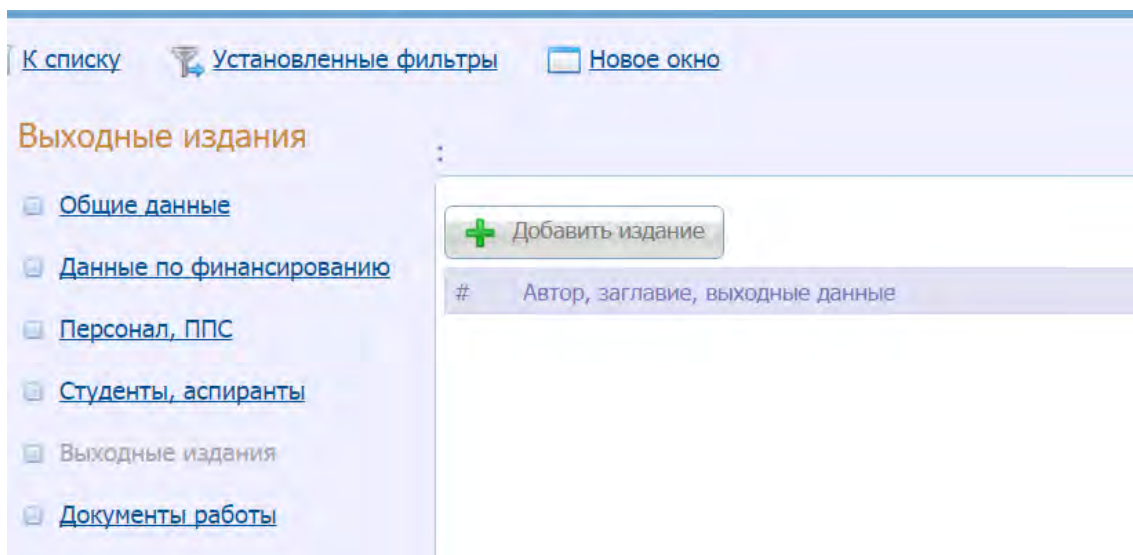 К списку Установленные фильтры Новое окно
Выходные издания
:
Общие данные
Данные по финансированию
Персонал, ППС
Студенты, аспиранты
Выходные издания
Документы работы
Добавить издание
# Автор, заглавие, выходные данные